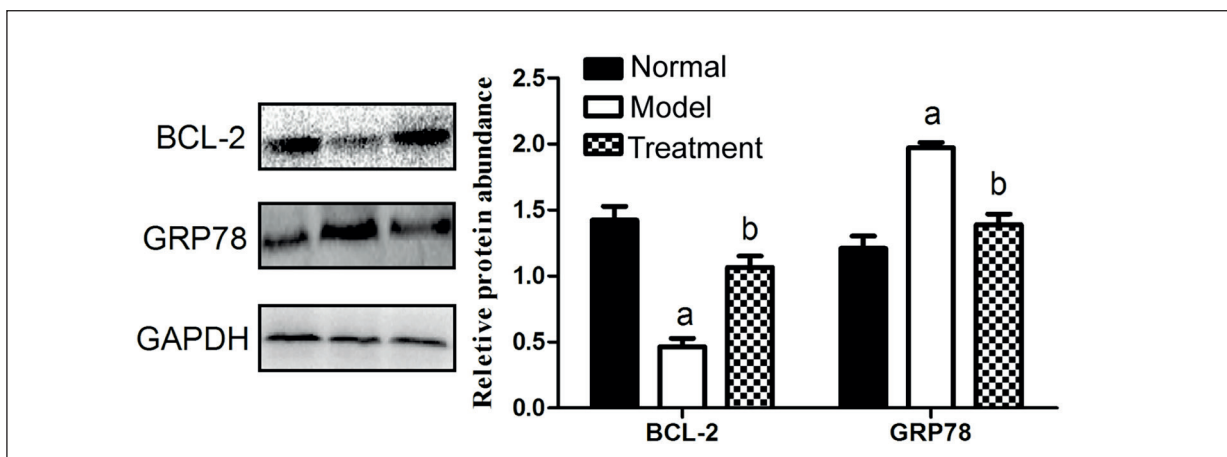 BCL-2
GRP78
GAPDH
Reletive protein abundance
2.5
2.0
1.5
1.0
0.5
0.0
Normal
Model
Treatment
a
b
a
b
BCL-2
GRP78